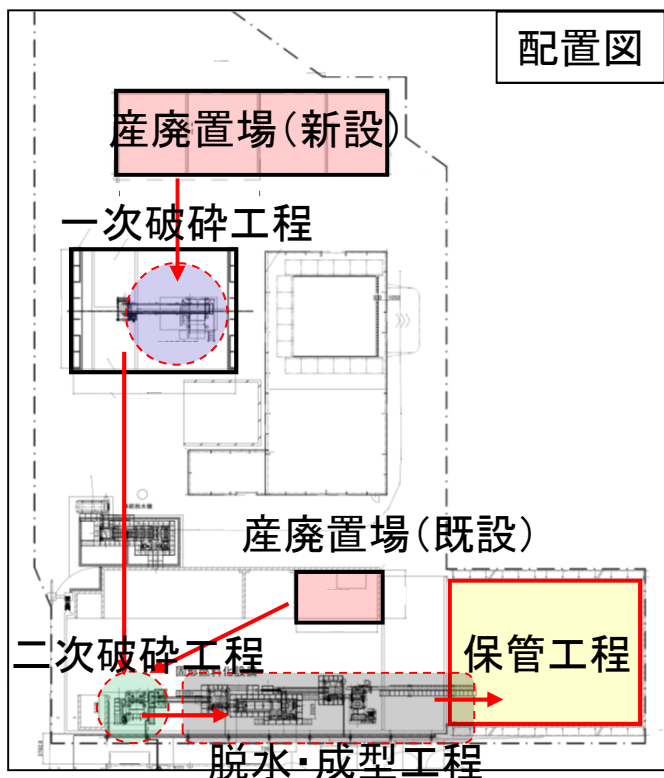 配置図
産廃置場(新設)
一次破砕工程
産廃置場(既設)
二次破砕工程
保管工程
脱水・成型工程